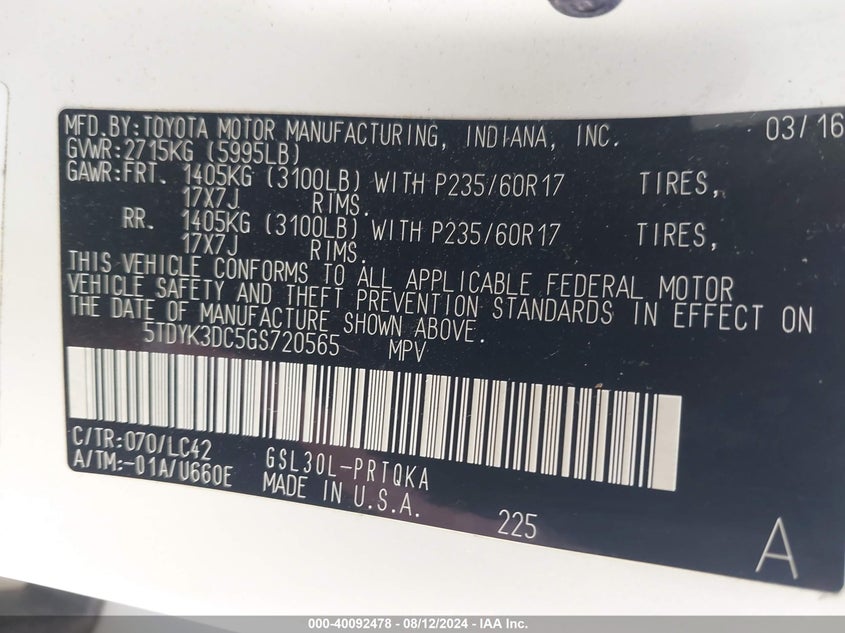 MFD.BY:TOYOTA MOTOR MANUFACTURING, INDIANA, INC. 03/16
GVWR:2715KG (5995LB)
GAWR:FRT. 1405KG (3100LB) WITH P235/60R17 TIRES,
17X7J RIMS.
RR. 1405KG (3100LB) WITH P235/60R17 TIRES,
17X7J RIMS.
THIS VEHICLE CONFORMS TO ALL APPLICABLE FEDERAL MOTOR
VEHICLE SAFETY AND THEFT PREVENTION STANDARDS IN EFFECT ON
THE DATE OF MANUFACTURE SHOWN ABOVE.
5TDYK3DC5GS720565 MPV
C/TR:070/LC42 GSL30L-PRTQKA
A/TM:-01A/U660E MADE IN U.S.A.
225 A
000-40092478 - 08/12/2024 - IAA Inc.